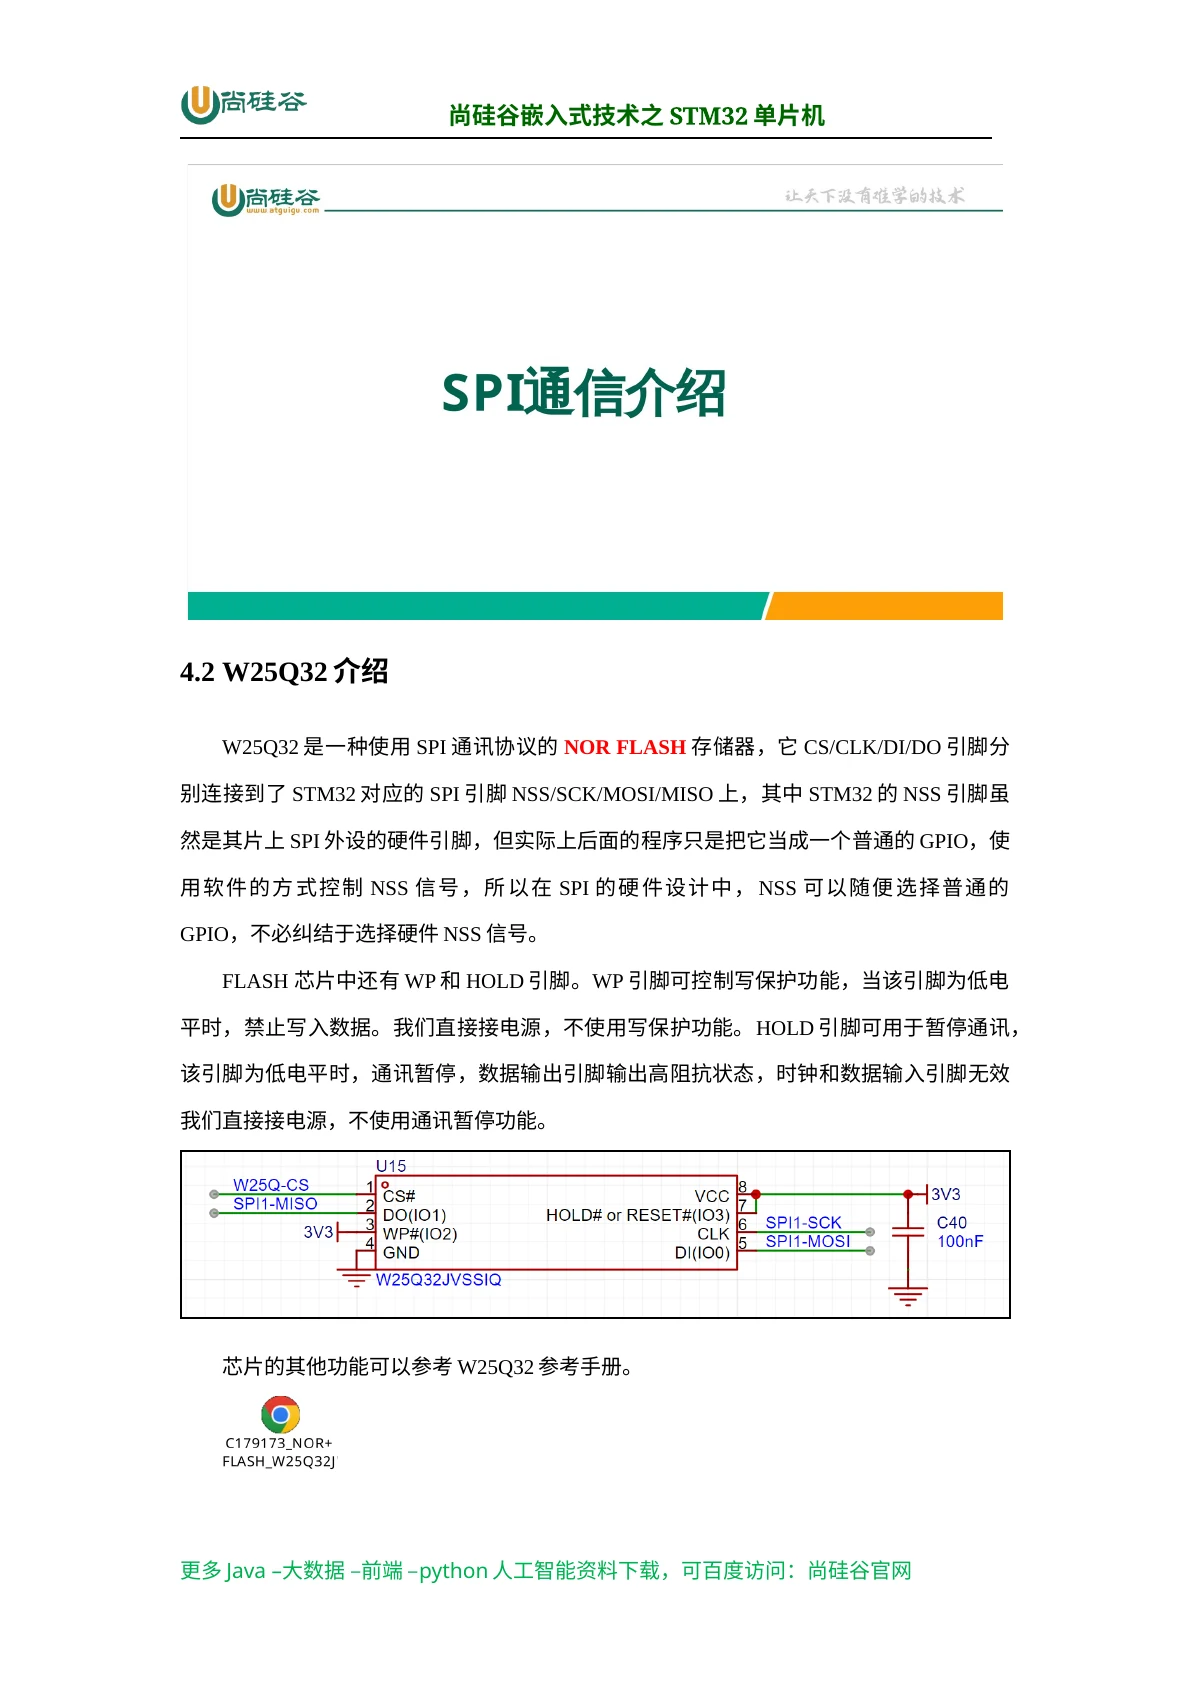 尚硅谷
尚硅谷嵌入式技术之 STM32 单片机
尚硅谷
www.atguigu.com
让天下没有难学的技术
SPI通信介绍
4.2 W25Q32 介绍
W25Q32 是一种使用 SPI 通讯协议的 NOR FLASH 存储器，它 CS/CLK/DI/DO 引脚分
别连接到了 STM32 对应的 SPI 引脚 NSS/SCK/MOSI/MISO 上，其中 STM32 的 NSS 引脚虽
然是其片上 SPI 外设的硬件引脚，但实际上后面的程序只是把它当成一个普通的 GPIO，使
用软件的方式控制 NSS 信号，所以在 SPI 的硬件设计中，NSS 可以随便选择普通的
GPIO，不必纠结于选择硬件 NSS 信号。
FLASH 芯片中还有 WP 和 HOLD 引脚。WP 引脚可控制写保护功能，当该引脚为低电
平时，禁止写入数据。我们直接接电源，不使用写保护功能。HOLD 引脚可用于暂停通讯，
该引脚为低电平时，通讯暂停，数据输出引脚输出高阻抗状态，时钟和数据输入引脚无效
我们直接接电源，不使用通讯暂停功能。
U15
W25Q-CS 1 CS# VCC 8 3V3
SPI1-MISO 2 DO(IO1) HOLD# or RESET#(IO3) 7
3V3 3 WP#(IO2) CLK 6 SPI1-SCK C40
4 GND DI(IO0) 5 SPI1-MOSI 100nF
W25Q32JVSSIQ
芯片的其他功能可以参考 W25Q32 参考手册。
C179173_NOR+
FLASH_W25Q32J
更多 Java –大数据 –前端 –python 人工智能资料下载，可百度访问：尚硅谷官网